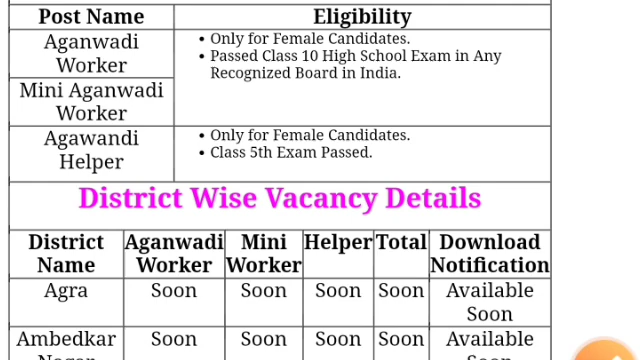 Post Name Eligibility
Aganwadi Worker
• Only for Female Candidates.
• Passed Class 10 High School Exam in Any
Recognized Board in India.
Mini Aganwadi
Worker
Agawandi
Helper
• Only for Female Candidates.
• Class 5th Exam Passed.
District Wise Vacancy Details
District Name Aganwadi Worker Mini Worker Helper Total Download Notification
Agra Soon Soon Soon Soon Available Soon
Ambedkar Soon Soon Soon Soon Available